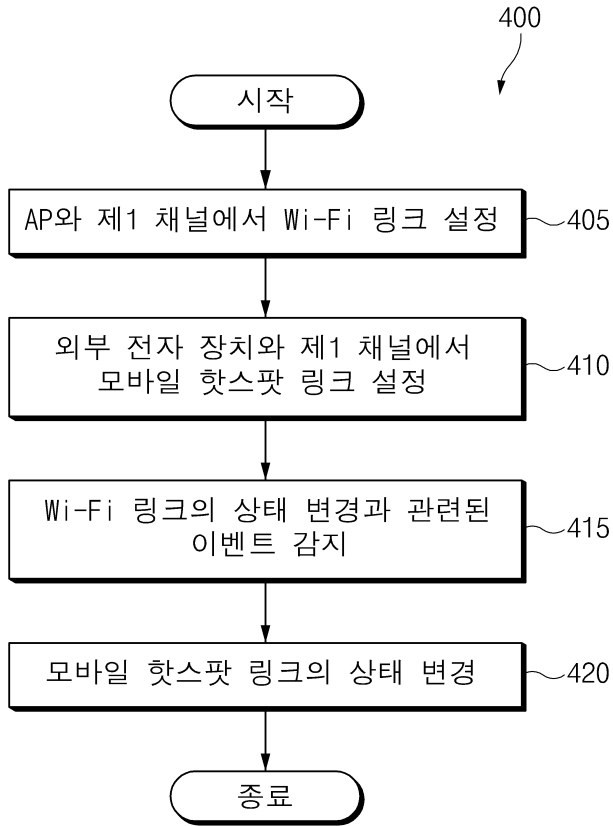 400
시작
AP와 제1 채널에서 Wi-Fi 링크 설정
405
외부 전자 장치와 제1 채널에서
모바일 핫스팟 링크 설정
410
Wi-Fi 링크의 상태 변경과 관련된
이벤트 감지
415
모바일 핫스팟 링크의 상태 변경
420
종료